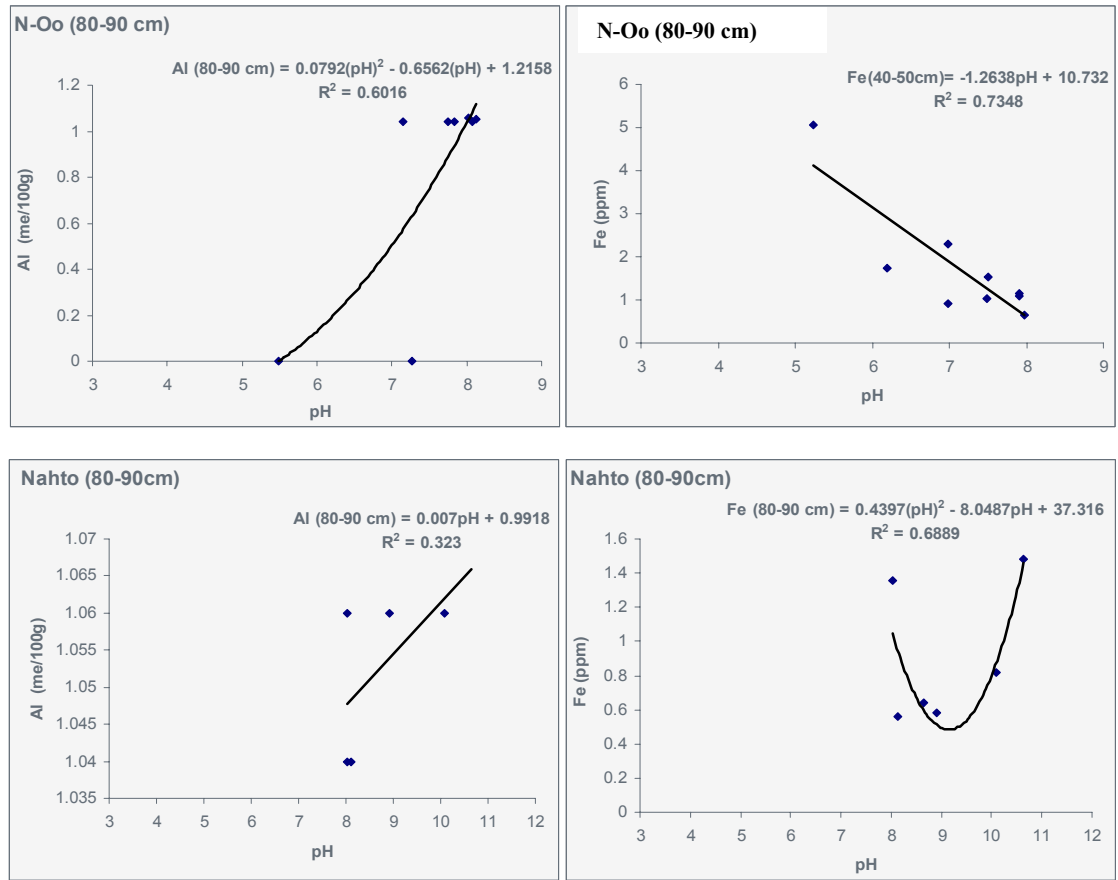 N-Oo (80-90 cm)
Al (80-90 cm) = 0.0792(pH)² - 0.6562(pH) + 1.2158
R² = 0.6016
1.2
1
0.8
0.6
0.4
0.2
0
Al (me/100g)
3 4 5 6 7 8 9
pH
N-Oo (80-90 cm)
Fe(40-50cm)= -1.2638pH + 10.732
R² = 0.7348
6
5
4
3
2
1
0
Fe (ppm)
3 4 5 6 7 8 9
pH
Nahto (80-90cm)
Al (80-90 cm) = 0.007pH + 0.9918
R² = 0.323
1.07
1.065
1.06
1.055
1.05
1.045
1.04
1.035
Al (me/100g)
3 4 5 6 7 8 9 10 11 12
pH
Nahto (80-90cm)
Fe (80-90 cm) = 0.4397(pH)² - 8.0487pH + 37.316
R² = 0.6889
1.6
1.4
1.2
1
0.8
0.6
0.4
0.2
0
Fe (ppm)
3 4 5 6 7 8 9 10 11 12
pH